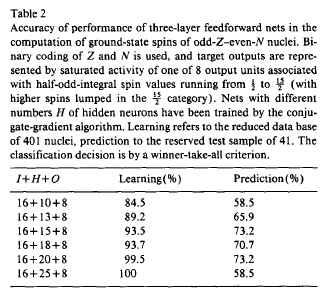 Table 2
Accuracy of performance of three-layer feedforward nets in the
computation of ground-state spins of odd-Z–even-N nuclei. Bi-
nary coding of Z and N is used, and target outputs are repre-
sented by saturated activity of one of 8 output units associated
with half-odd-integral spin values running from ½ to 15/2 (with
higher spins lumped in the 15/2 category). Nets with different
numbers H of hidden neurons have been trained by the conju-
gate-gradient algorithm. Learning refers to the reduced data base
of 401 nuclei, prediction to the reserved test sample of 41. The
classification decision is by a winner-take-all criterion.
I+H+O Learning(%) Prediction(%)
16+10+8 84.5 58.5
16+13+8 89.2 65.9
16+15+8 93.5 73.2
16+18+8 93.7 70.7
16+20+8 99.5 73.2
16+25+8 100 58.5